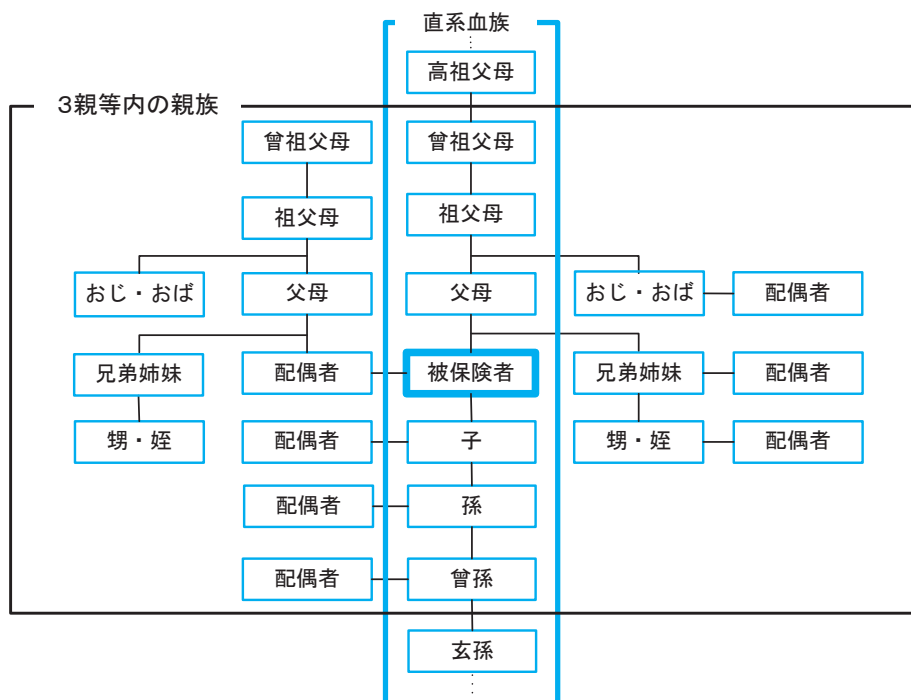 直系血族
高祖父母
3親等内の親族
曾祖父母 曾祖父母
祖父母 祖父母
おじ・おば 父母 父母 おじ・おば 配偶者
兄弟姉妹 配偶者 被保険者 兄弟姉妹 配偶者
甥・姪 配偶者 子 甥・姪 配偶者
配偶者 孫
配偶者 曾孫
玄孫